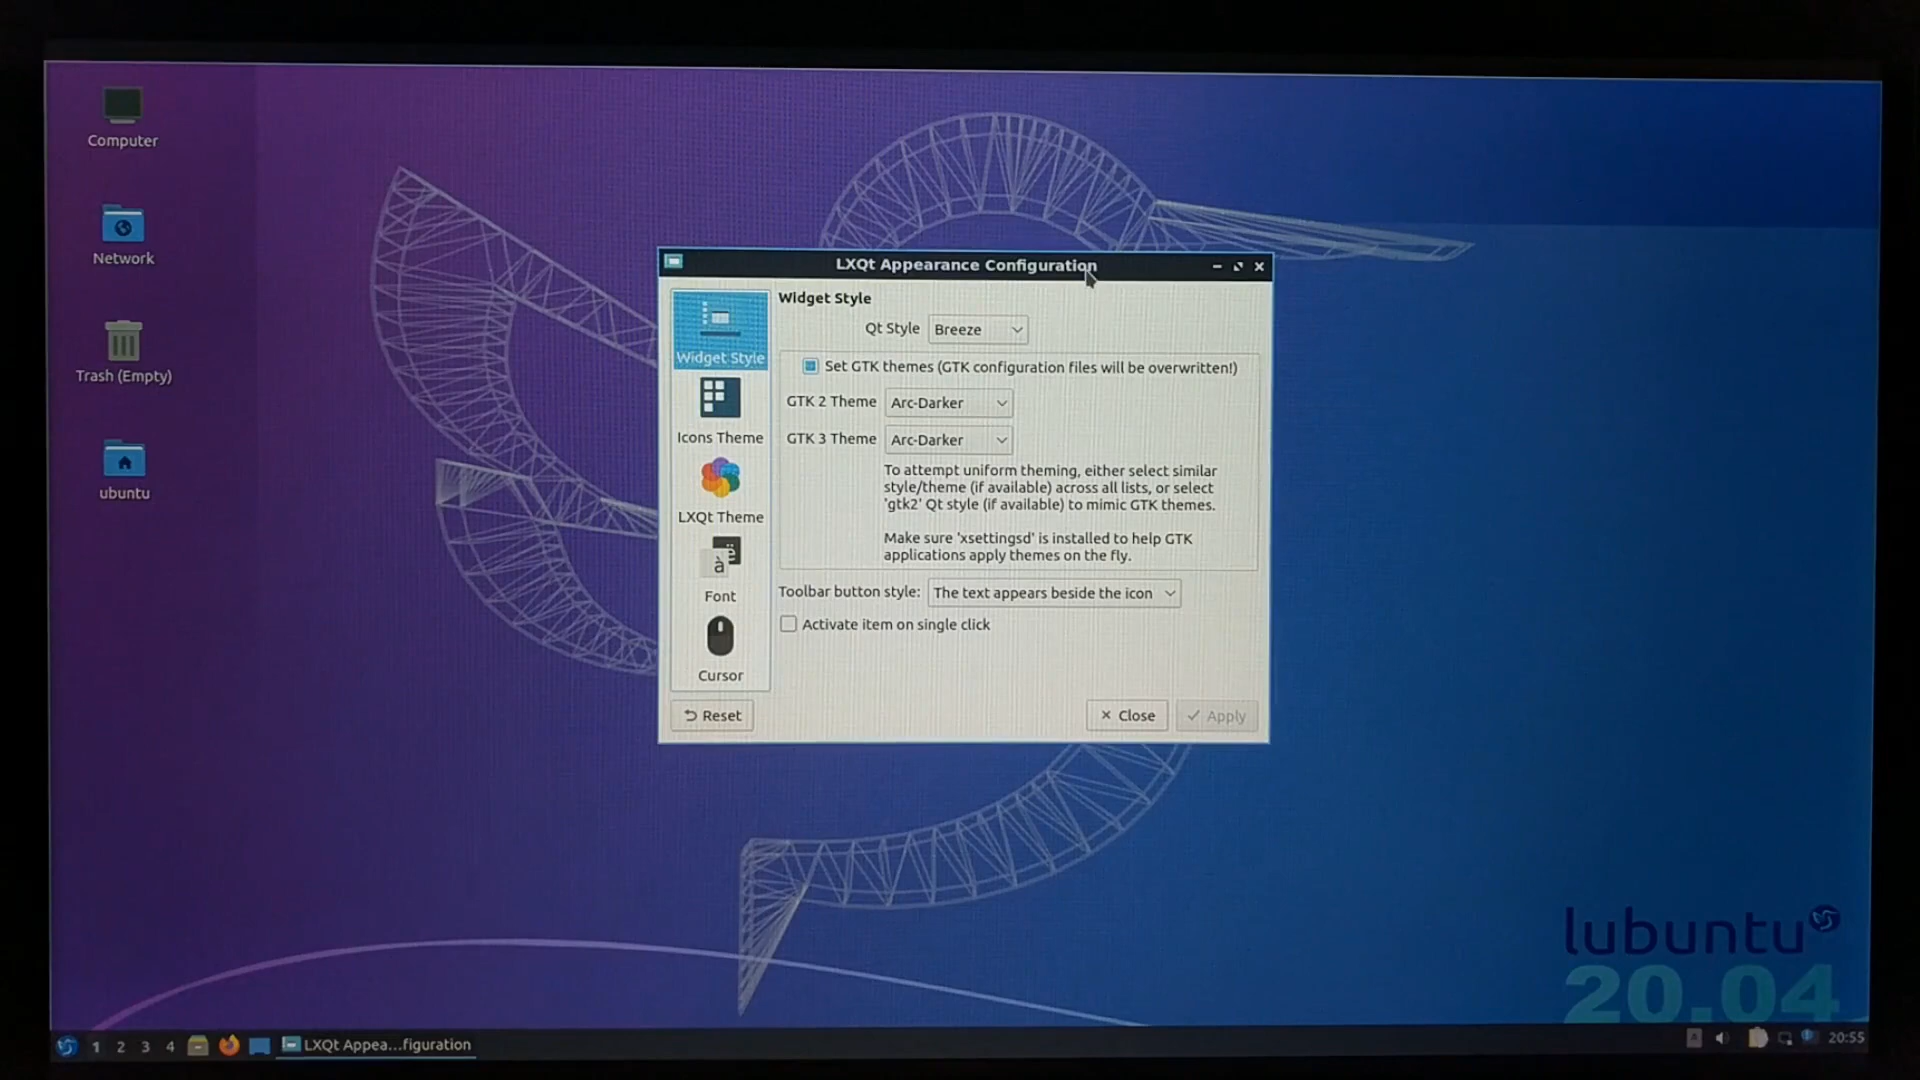 Computer
Network
Trash (Empty)
ubuntu
LXQt Appearance Configuration
Widget Style
Icons Theme
LXQt Theme
ë
à
Font
Cursor
Widget Style
Qt Style Breeze
Set GTK themes (GTK configuration files will be overwritten!)
GTK 2 Theme Arc-Darker
GTK 3 Theme Arc-Darker
To attempt uniform theming, either select similar
style/theme (if available) across all lists, or select
'gtk2' Qt style (if available) to mimic GTK themes.
Make sure 'xsettingsd' is installed to help GTK
applications apply themes on the fly.
Toolbar button style: The text appears beside the icon
Activate item on single click
Reset
Close
Apply
lubuntu
20.04
1 2 3 4 LXQt Appea...figuration
20:55